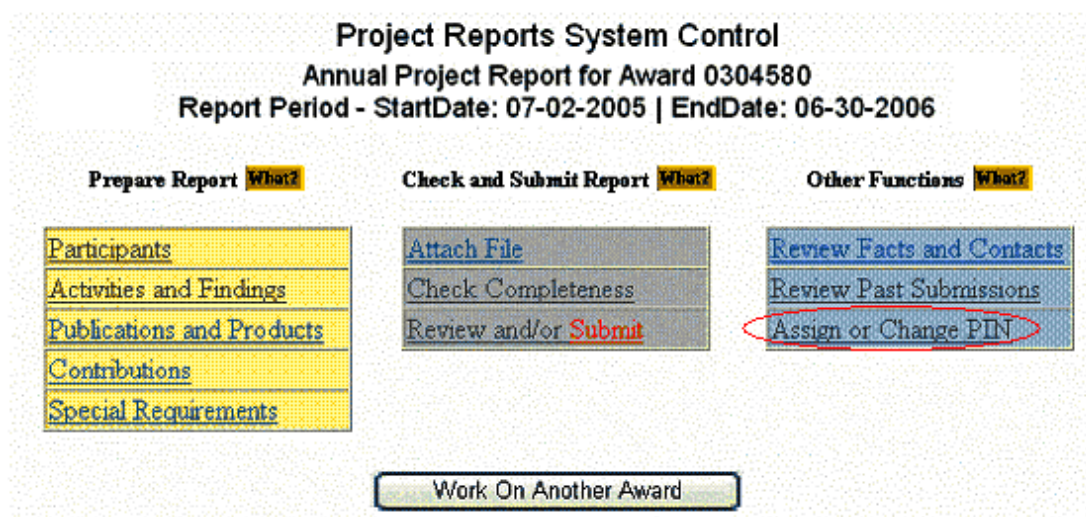 Project Reports System Control
Annual Project Report for Award 0304580
Report Period - StartDate: 07-02-2005 | EndDate: 06-30-2006
Prepare Report What?
Participants
Activities and Findings
Publications and Products
Contributions
Special Requirements
Check and Submit Report What?
Attach File
Check Completeness
Review and/or Submit
Other Functions What?
Review Facts and Contacts
Review Past Submissions
Assign or Change PIN
Work On Another Award